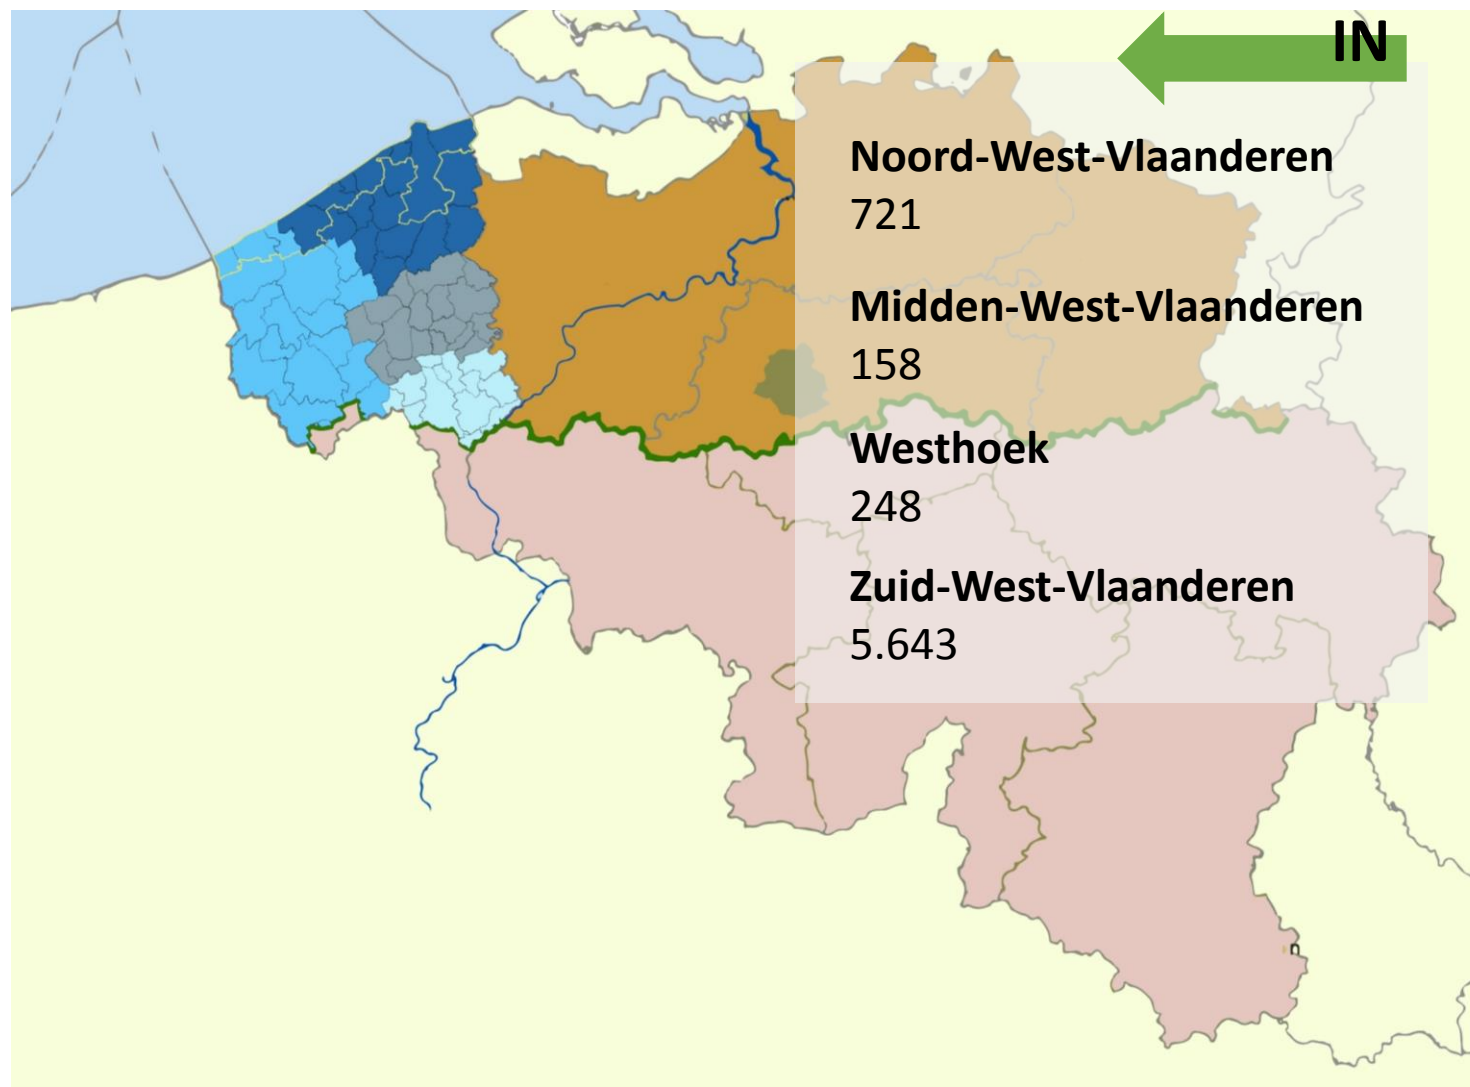 IN
Noord-West-Vlaanderen
721
Midden-West-Vlaanderen
158
Westhoek
248
Zuid-West-Vlaanderen
5.643
n